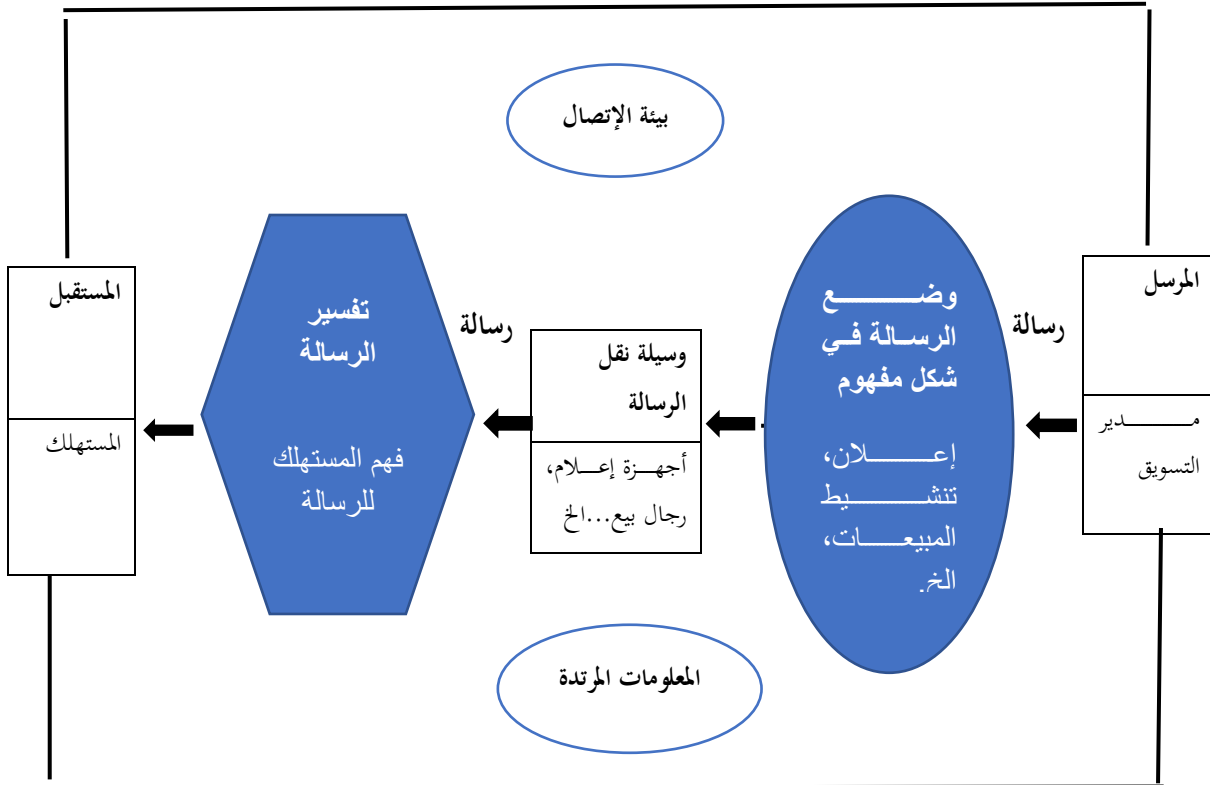 بيئة الإتصال
المرسل
مدير
التسويق
رسالة
وضع
الرسالة في
شكل مفهوم
إعلان،
تنشيط
المبيعات،
الخ.
وسيلة نقل
الرسالة
أجهزة إعلام،
رجال بيع...الخ
رسالة
تفسير
الرسالة
فهم المستهلك
للرسالة
المستقبل
المستهلك
المعلومات المرتدة